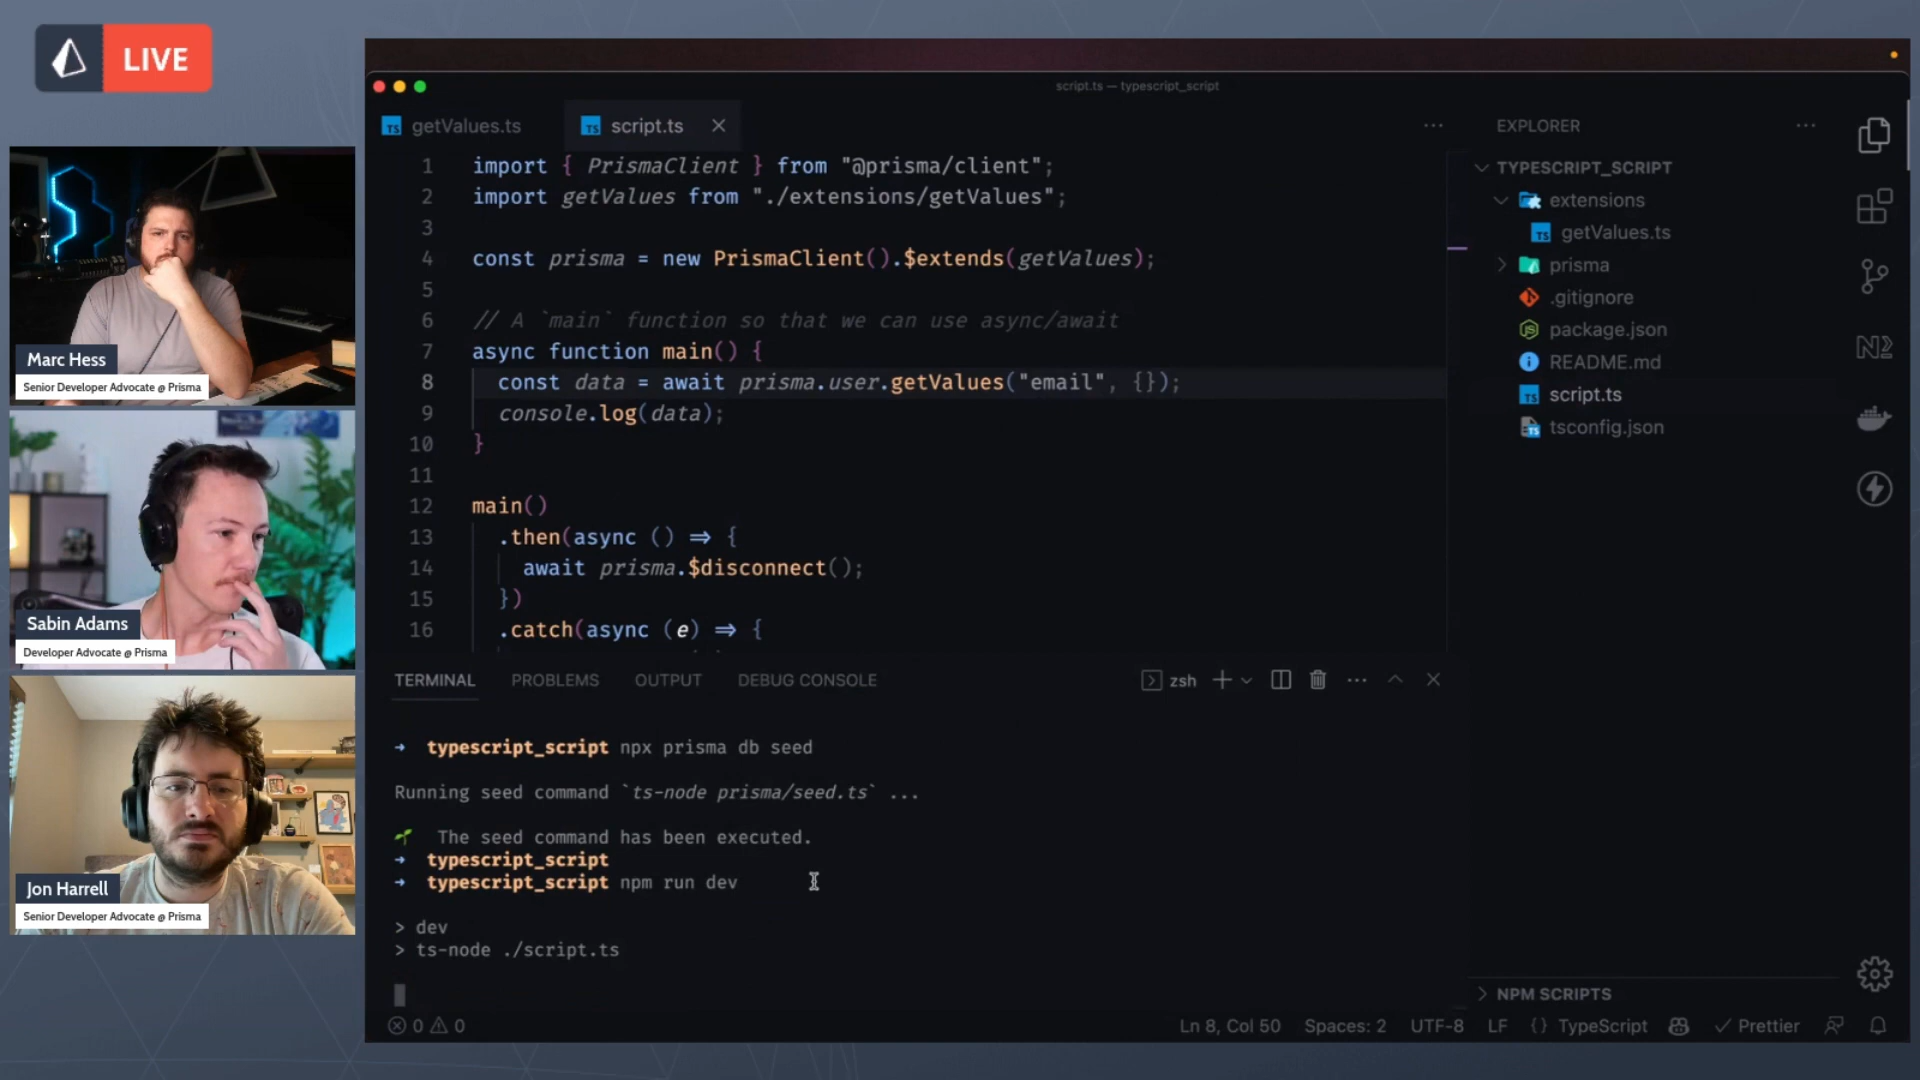 LIVE
Marc Hess
Senior Developer Advocate @ Prisma
Sabin Adams
Developer Advocate @ Prisma
Jon Harrell
Senior Developer Advocate @ Prisma
script.ts — typescript_script
TS getValues.ts
TS script.ts
1 import { PrismaClient } from "@prisma/client";
2 import getValues from "./extensions/getValues";
3
4 const prisma = new PrismaClient().$extends(getValues);
5
6 // A `main` function so that we can use async/await
7 async function main() {
8 const data = await prisma.user.getValues("email", {});
9 console.log(data);
10 }
11
12 main()
13 .then(async () ⇒ {
14 await prisma.$disconnect();
15 })
16 .catch(async (e) ⇒ {
EXPLORER
TYPESCRIPT_SCRIPT
extensions
TS getValues.ts
prisma
.gitignore
package.json
README.md
TS script.ts
TS tsconfig.json
NPM SCRIPTS
TERMINAL PROBLEMS OUTPUT DEBUG CONSOLE
zsh
➜ typescript_script npx prisma db seed
Running seed command `ts-node prisma/seed.ts` ...
The seed command has been executed.
➜ typescript_script
➜ typescript_script npm run dev
> dev
> ts-node ./script.ts
0 0
Ln 8, Col 50 Spaces: 2 UTF-8 LF {} TypeScript ✓ Prettier